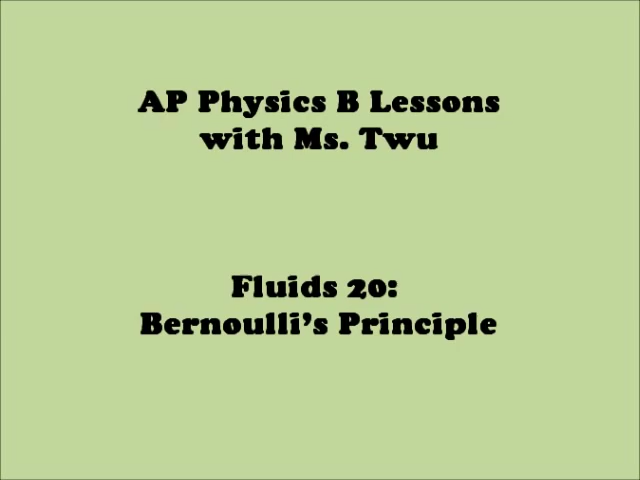 AP Physics B Lessons
with Ms. Twu
Fluids 20:
Bernoulli’s Principle